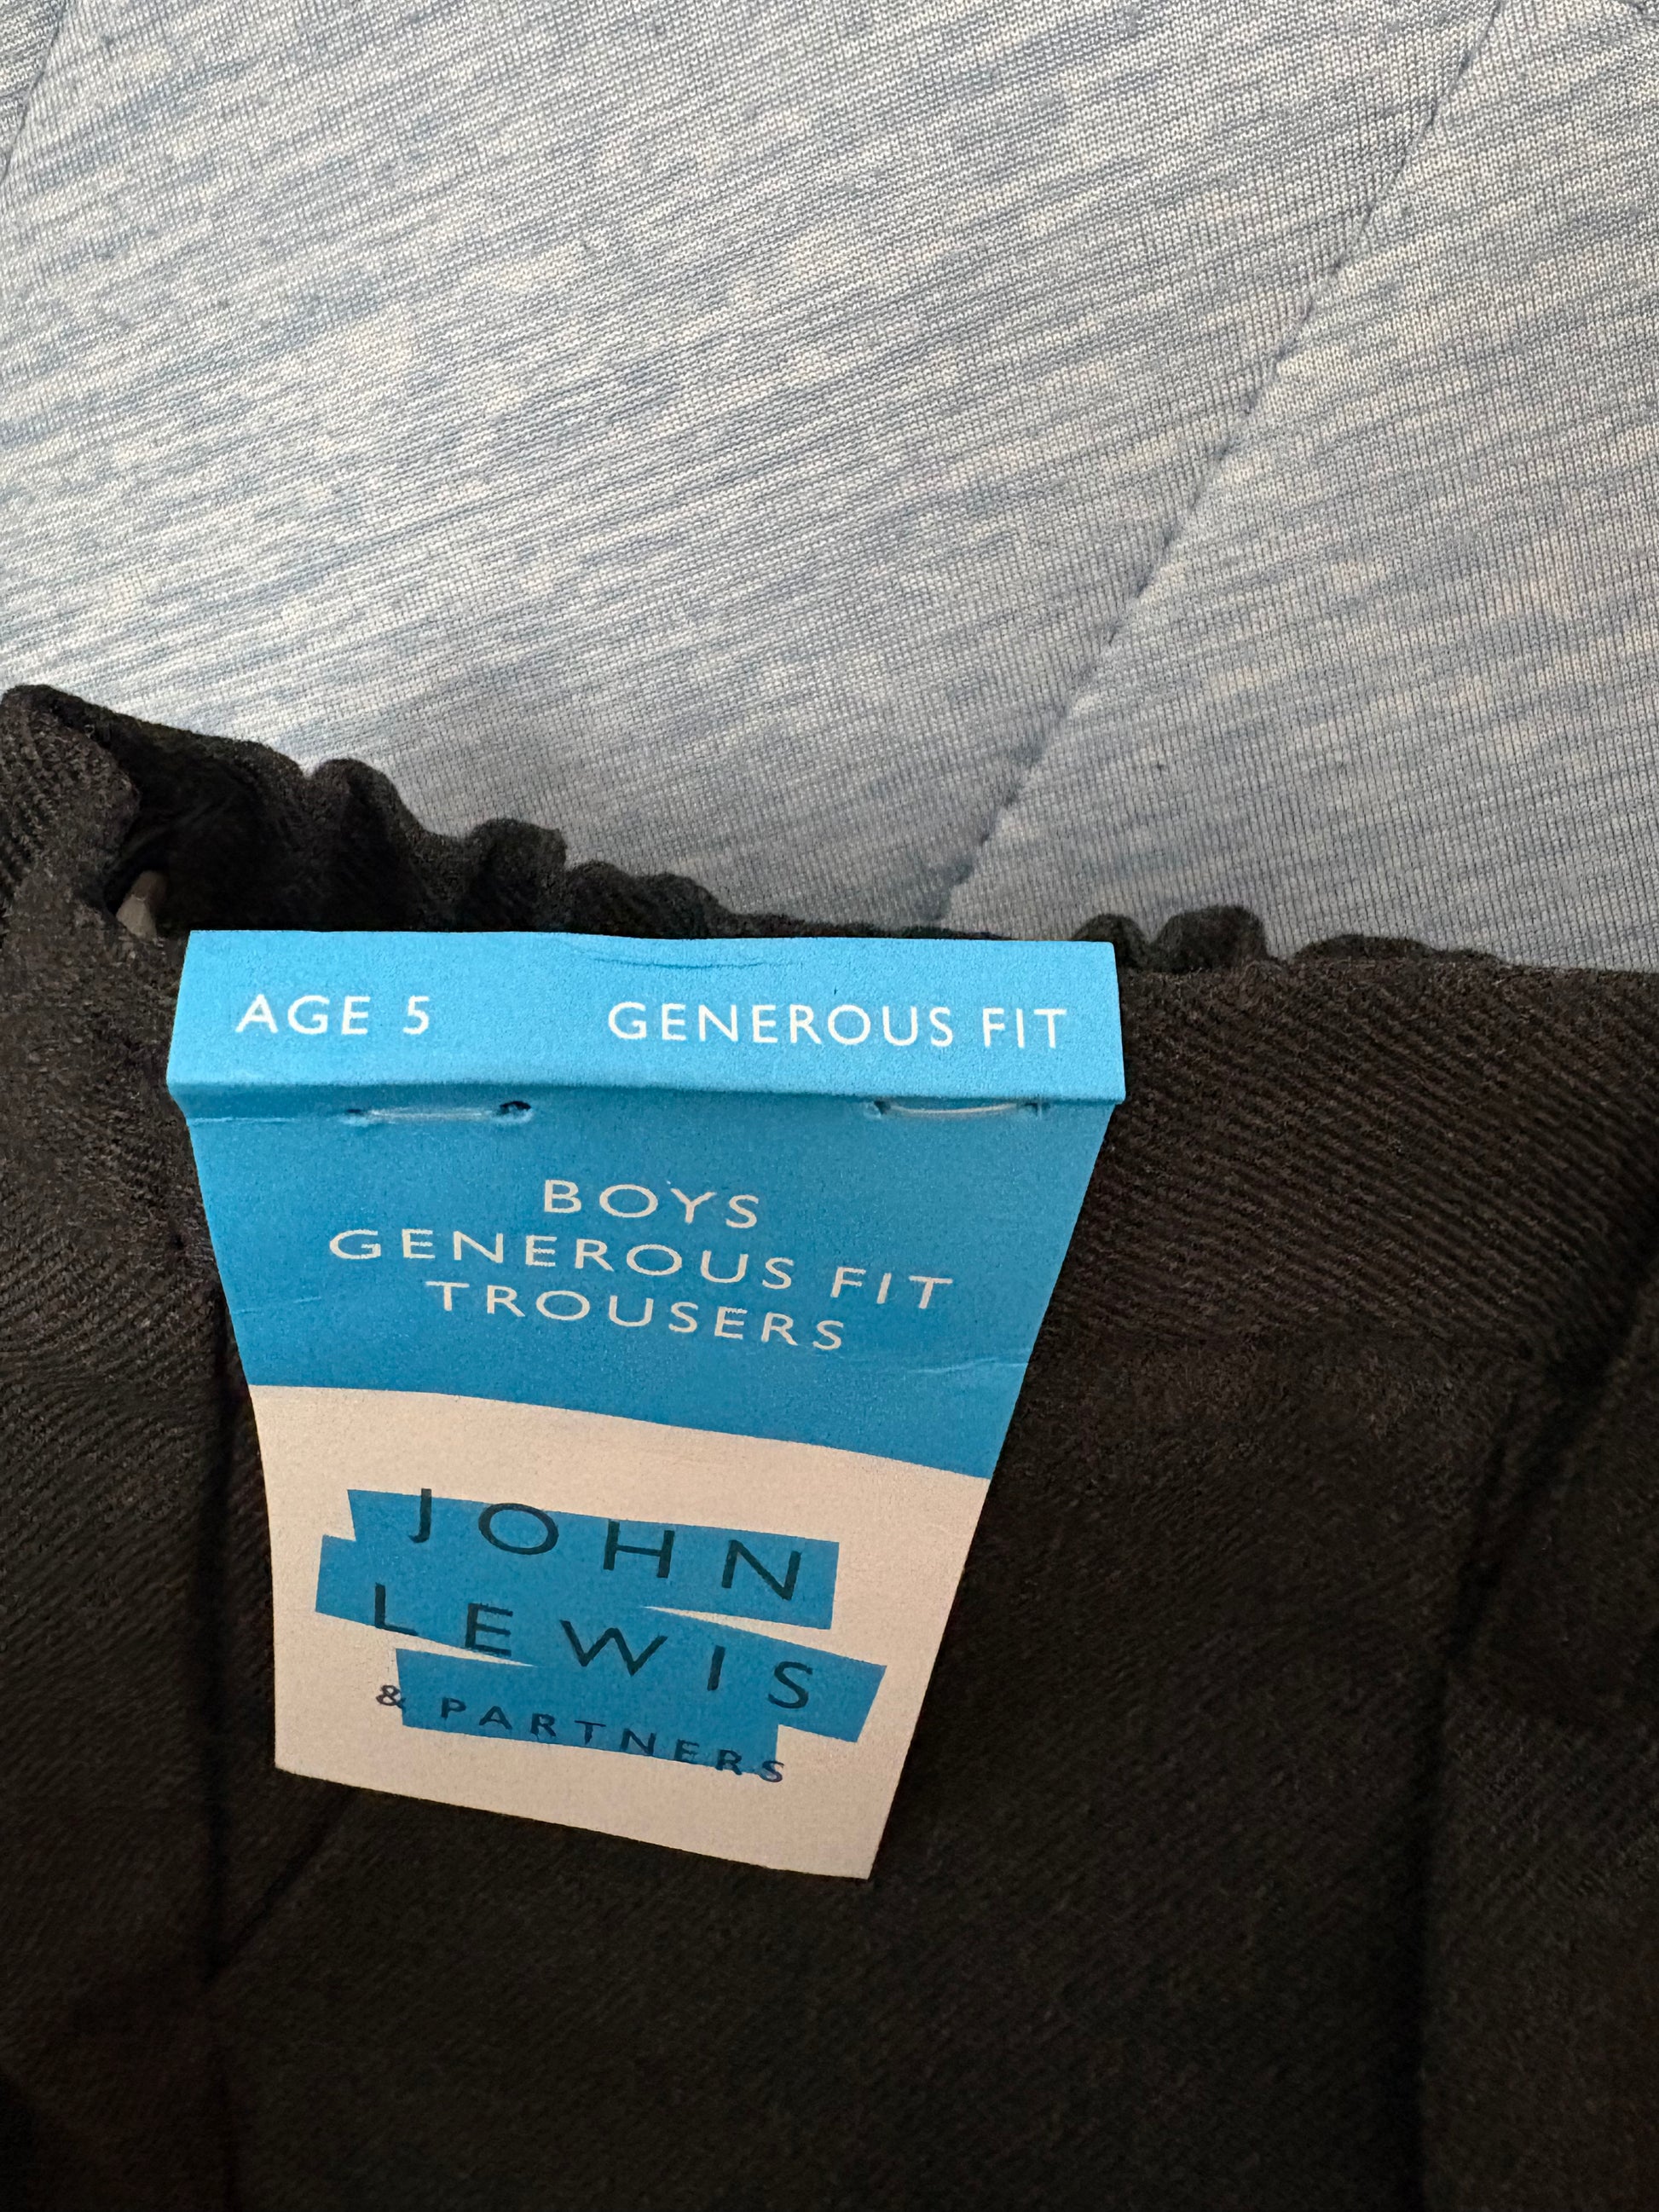 AGE 5 GENEROUS FIT
BOYS
GENEROUS FIT
TROUSERS
JOHN
LEWIS
& PARTNERS